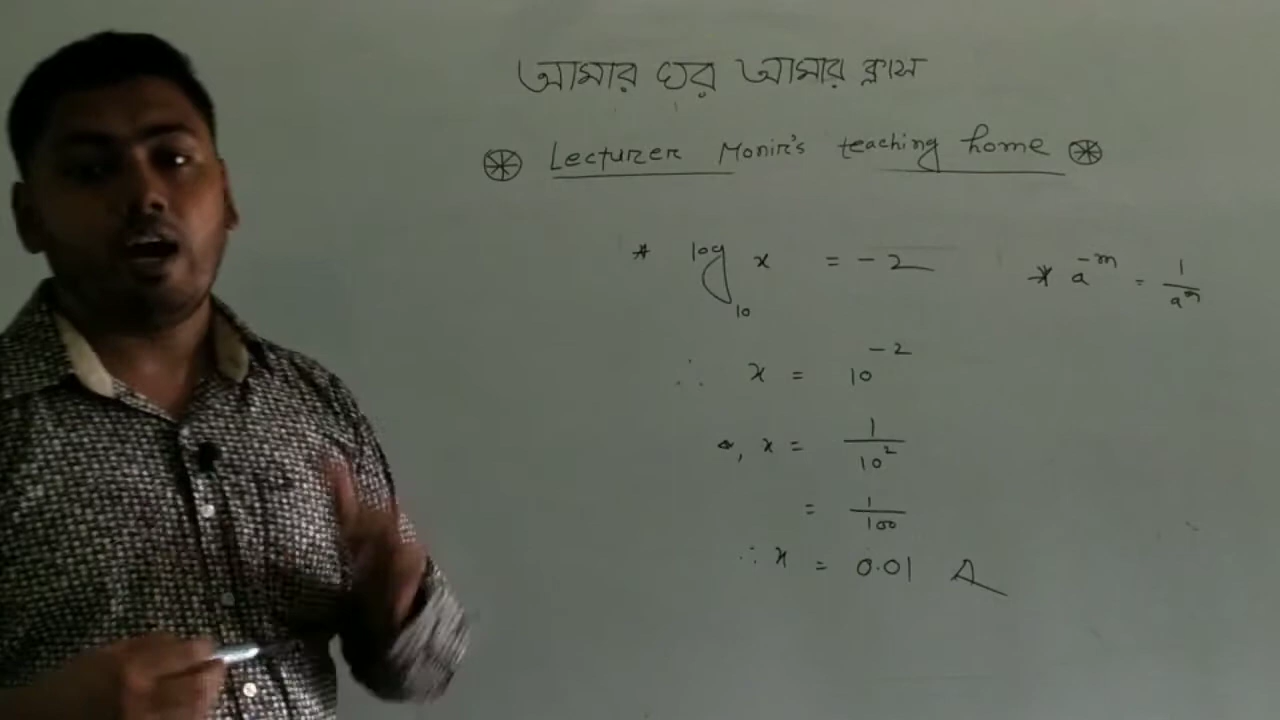 আমার ঘর আমার ক্লাস
Lecturer Monir's teaching home
* log₁₀ x = -2
* a⁻ᵐ = 1/aᵐ
∴ x = 10⁻²
x = 1/10²
= 1/100
∴ x = 0.01